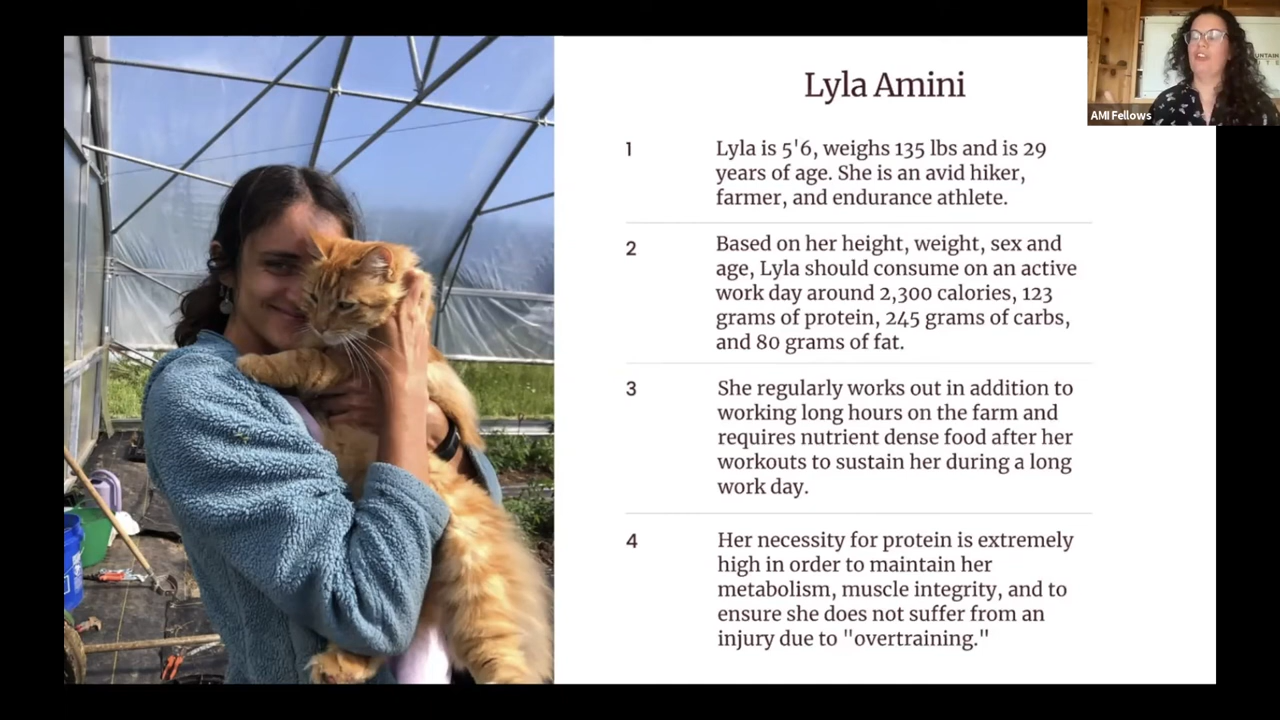 Lyla Amini
1
Lyla is 5'6, weighs 135 lbs and is 29
years of age. She is an avid hiker,
farmer, and endurance athlete.
2
Based on her height, weight, sex and
age, Lyla should consume on an active
work day around 2,300 calories, 123
grams of protein, 245 grams of carbs,
and 80 grams of fat.
3
She regularly works out in addition to
working long hours on the farm and
requires nutrient dense food after her
workouts to sustain her during a long
work day.
4
Her necessity for protein is extremely
high in order to maintain her
metabolism, muscle integrity, and to
ensure she does not suffer from an
injury due to "overtraining."
AMI Fellows